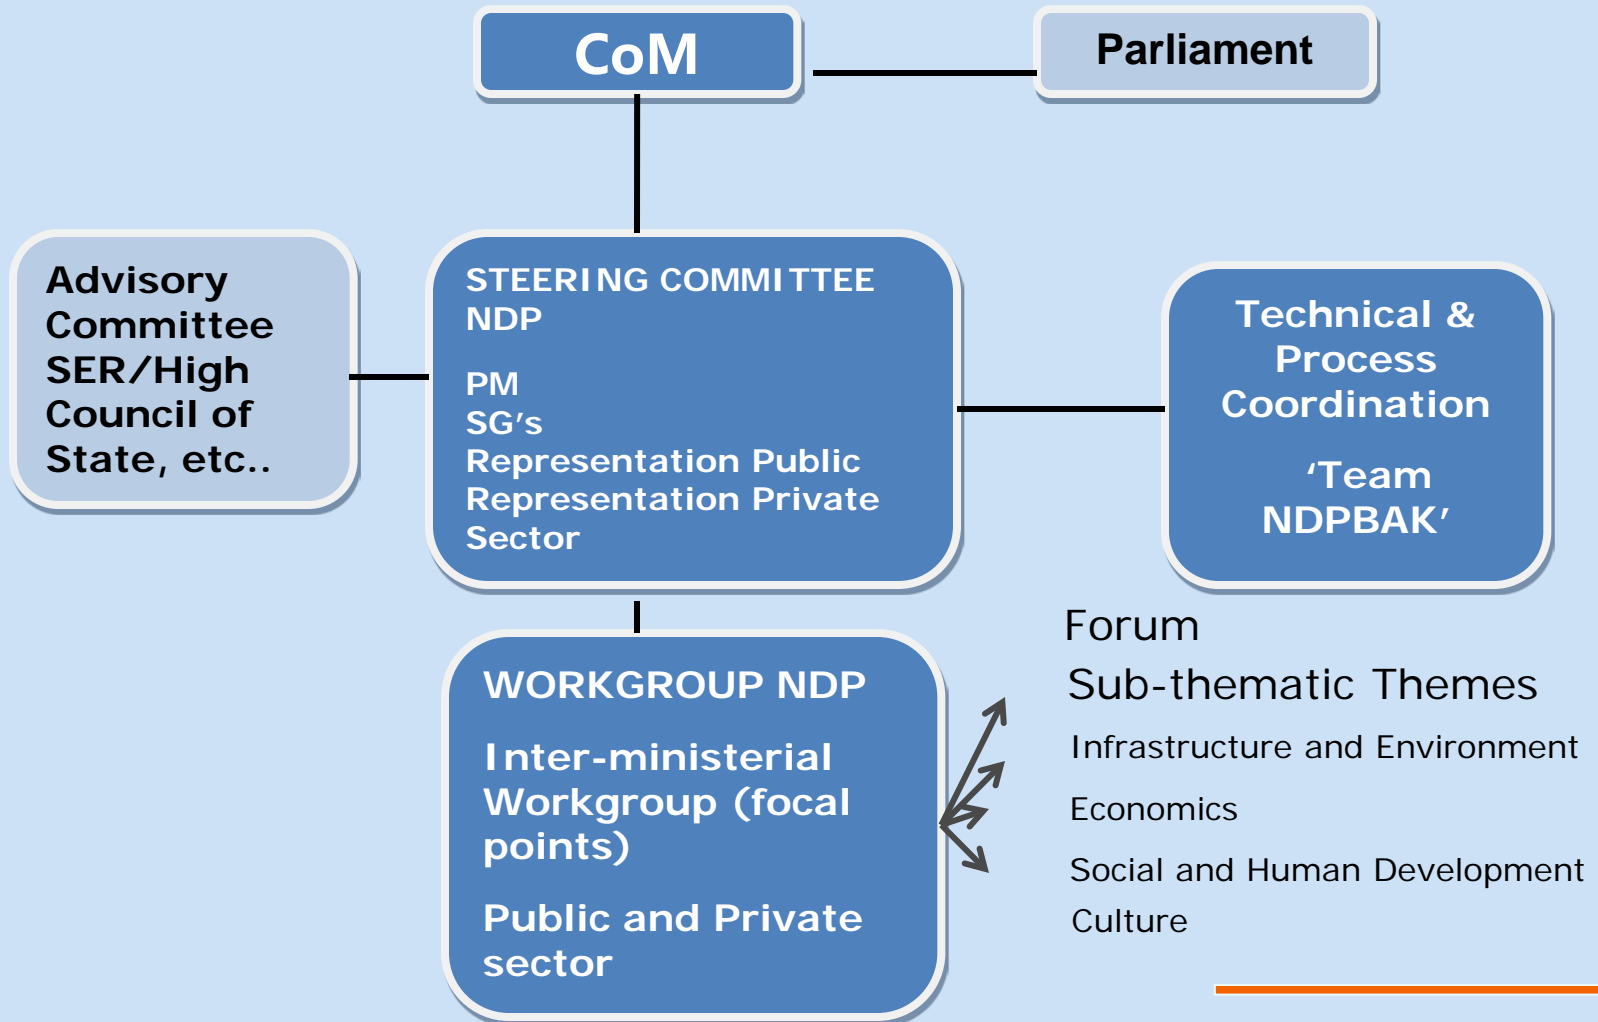 CoM
Parliament
Advisory
Committee
SER/High
Council of
State, etc..
STEERING COMMITTEE
NDP
PM
SG’s
Representation Public
Representation Private
Sector
Technical &
Process
Coordination
‘Team
NDPBAK’
WORKGROUP NDP
Inter-ministerial
Workgroup (focal
points)
Public and Private
sector
Forum
Sub-thematic Themes
Infrastructure and Environment
Economics
Social and Human Development
Culture